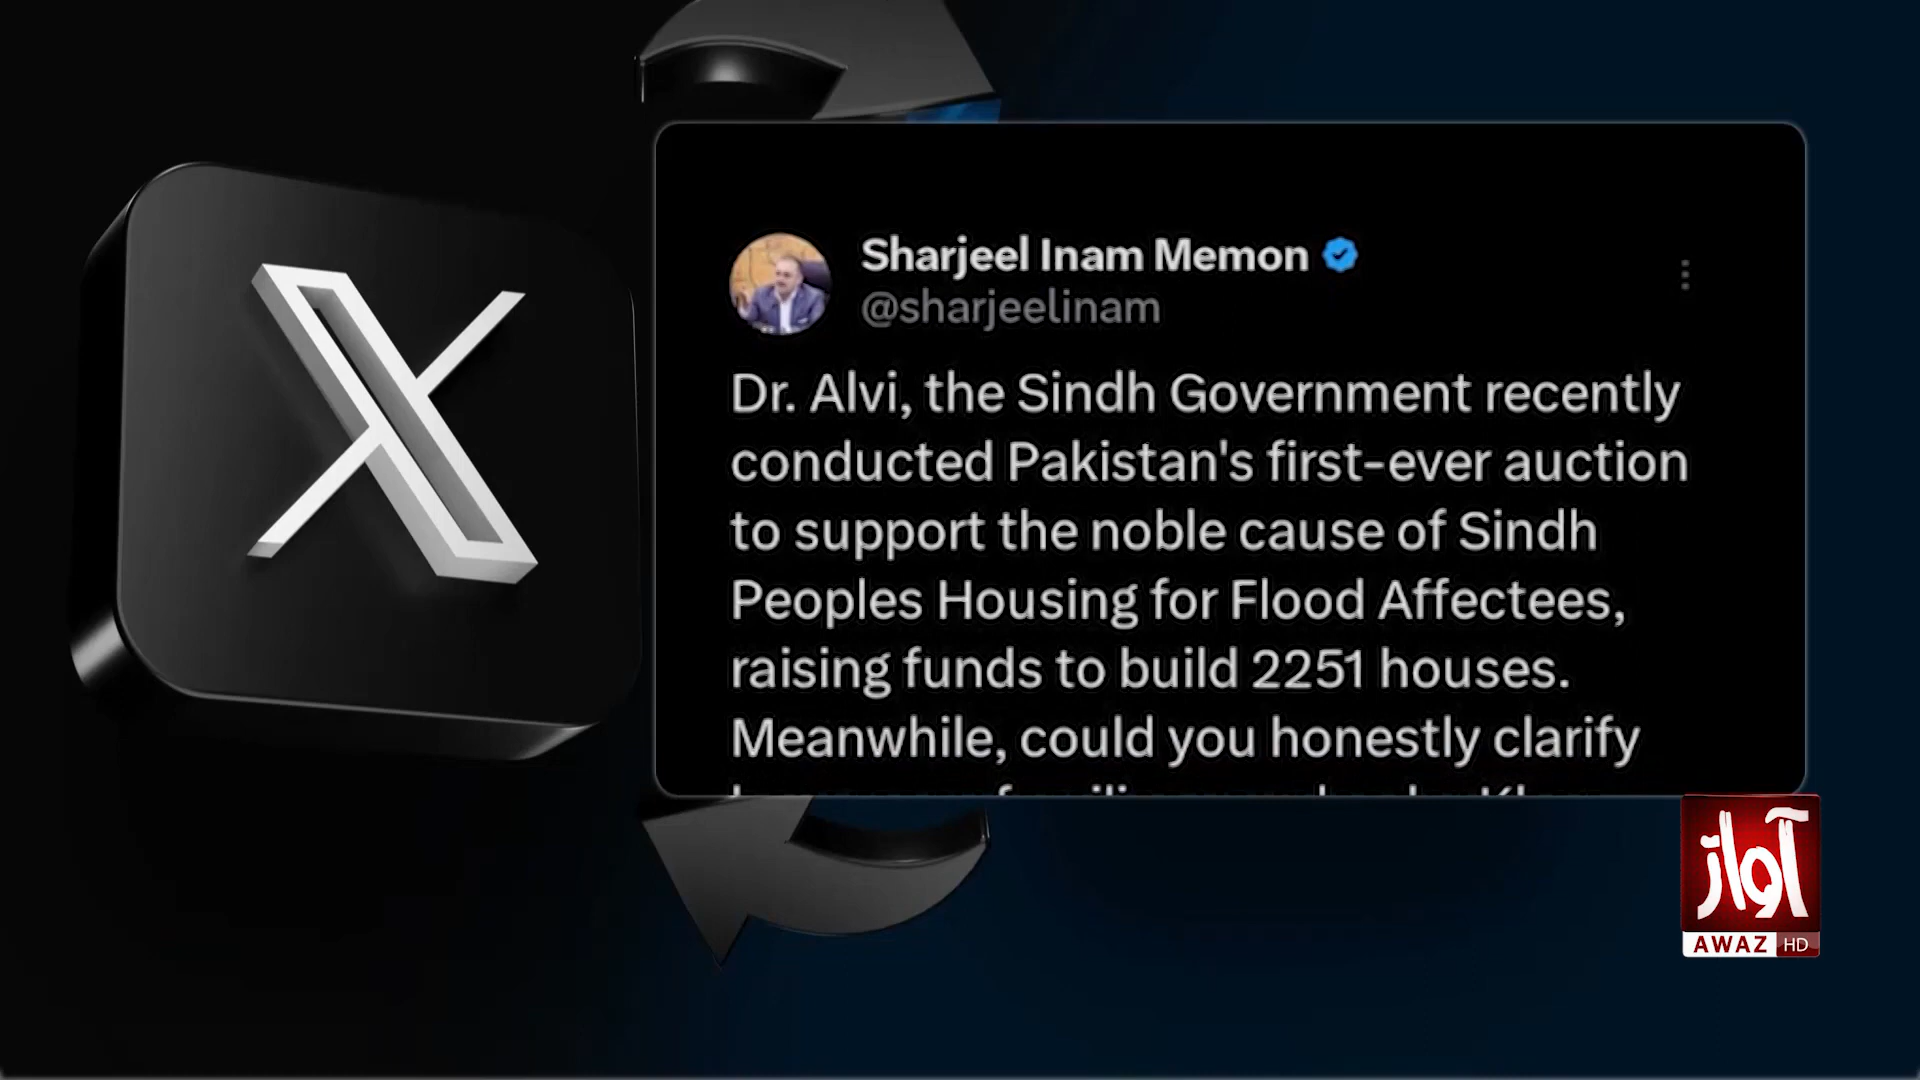 Sharjeel Inam Memon
@sharjeelinam
Dr. Alvi, the Sindh Government recently
conducted Pakistan's first-ever auction
to support the noble cause of Sindh
Peoples Housing for Flood Affectees,
raising funds to build 2251 houses.
Meanwhile, could you honestly clarify
آواز
AWAZ HD